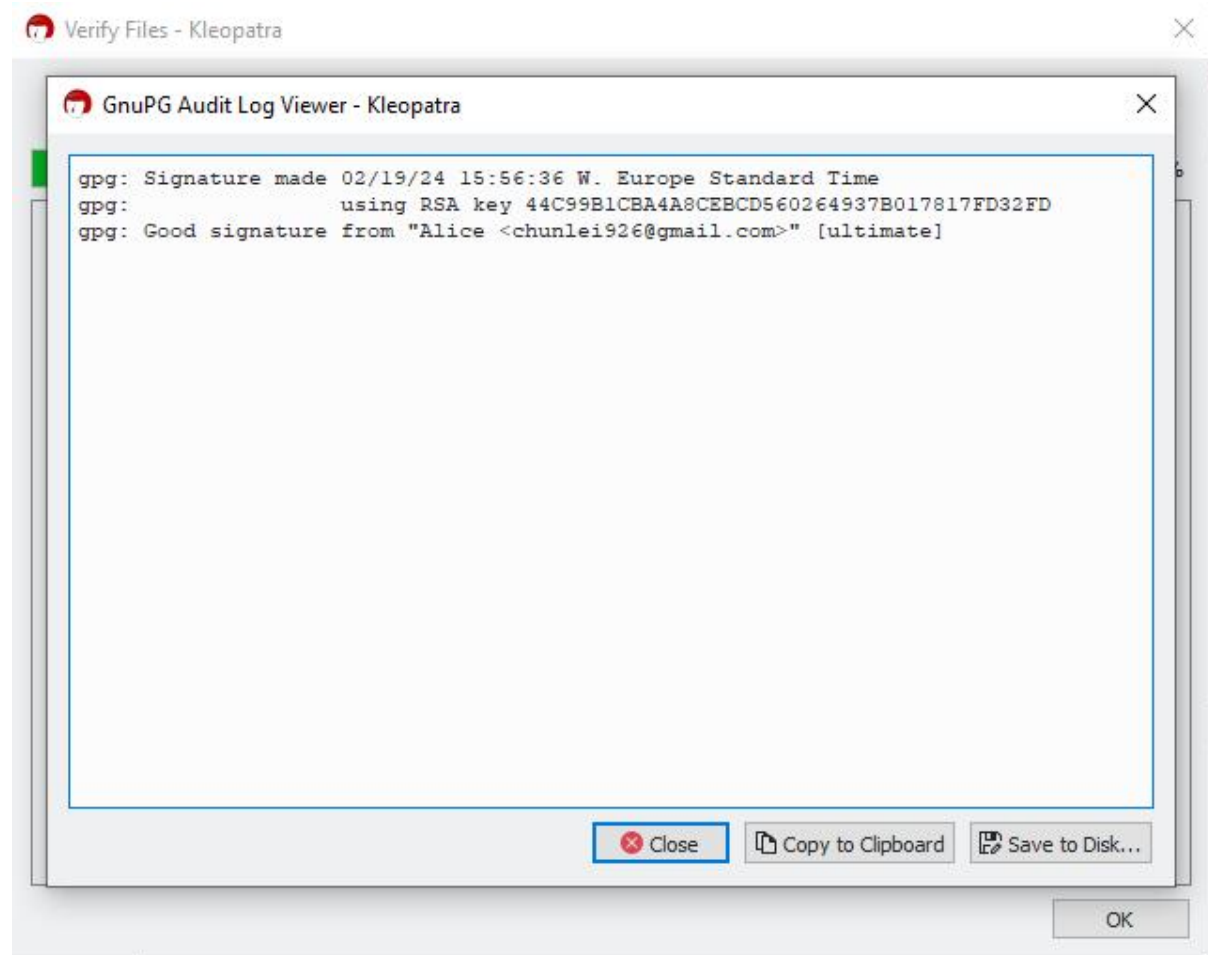 Verify Files - Kleopatra
GnuPG Audit Log Viewer - Kleopatra
gpg: Signature made 02/19/24 15:56:36 W. Europe Standard Time
gpg:                using RSA key 44C99B1CBA4A8CEBCD560264937B017817FD32FD
gpg: Good signature from "Alice <chunlei926@gmail.com>" [ultimate]
Close
Copy to Clipboard
Save to Disk...
OK